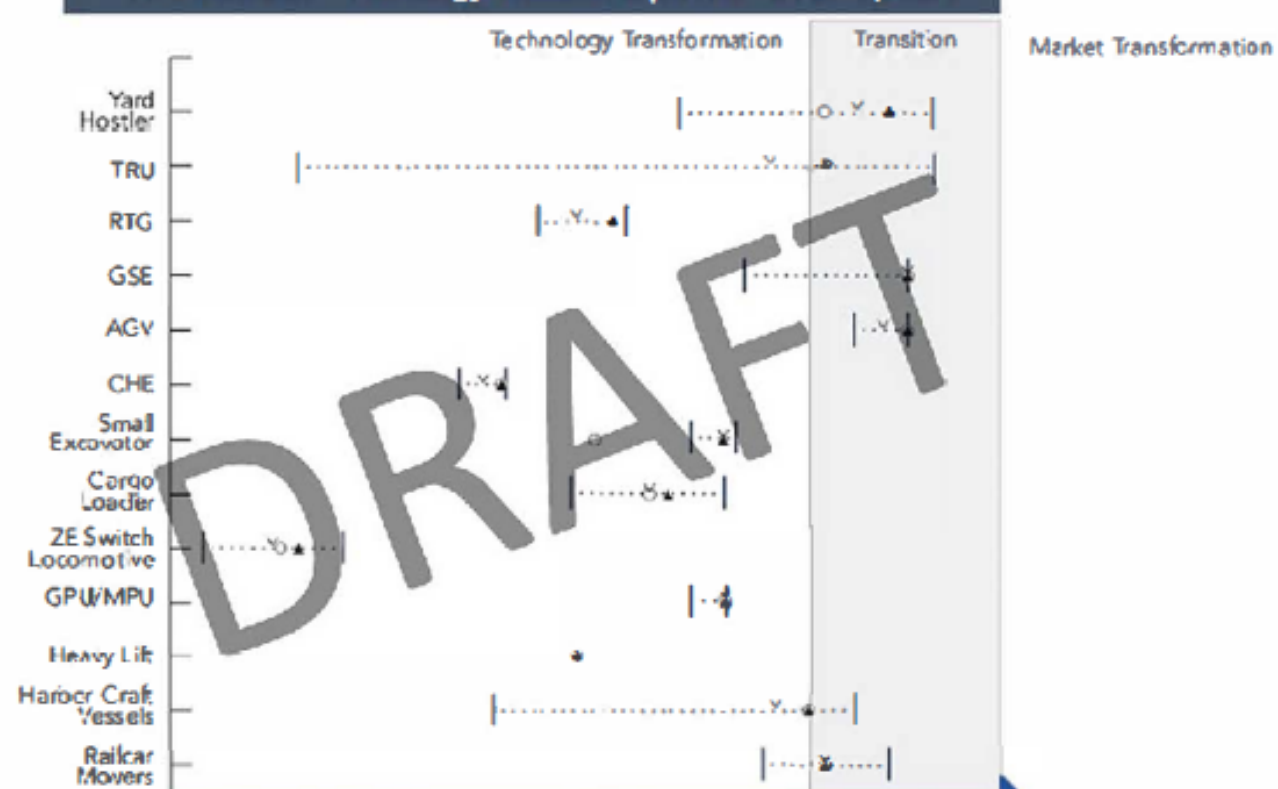 Technology Transformation
Transition
Market Transformation
Yard
Hostler
TRU
RTG
GSE
AGV
CHE
Small
Excavator
Cargo
Loader
ZE Switch
Locomotive
GPU/MPU
Heavy Lift
Harbor Craft
Vessels
Railcar
Movers
DRAFT